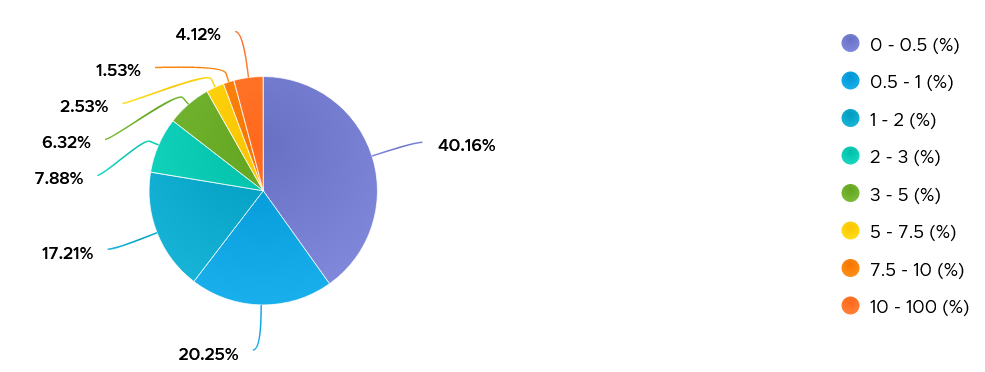 4.12%
1.53%
2.53%
6.32%
7.88%
17.21%
20.25%
40.16%
0 - 0.5 (%)
0.5 - 1 (%)
1 - 2 (%)
2 - 3 (%)
3 - 5 (%)
5 - 7.5 (%)
7.5 - 10 (%)
10 - 100 (%)